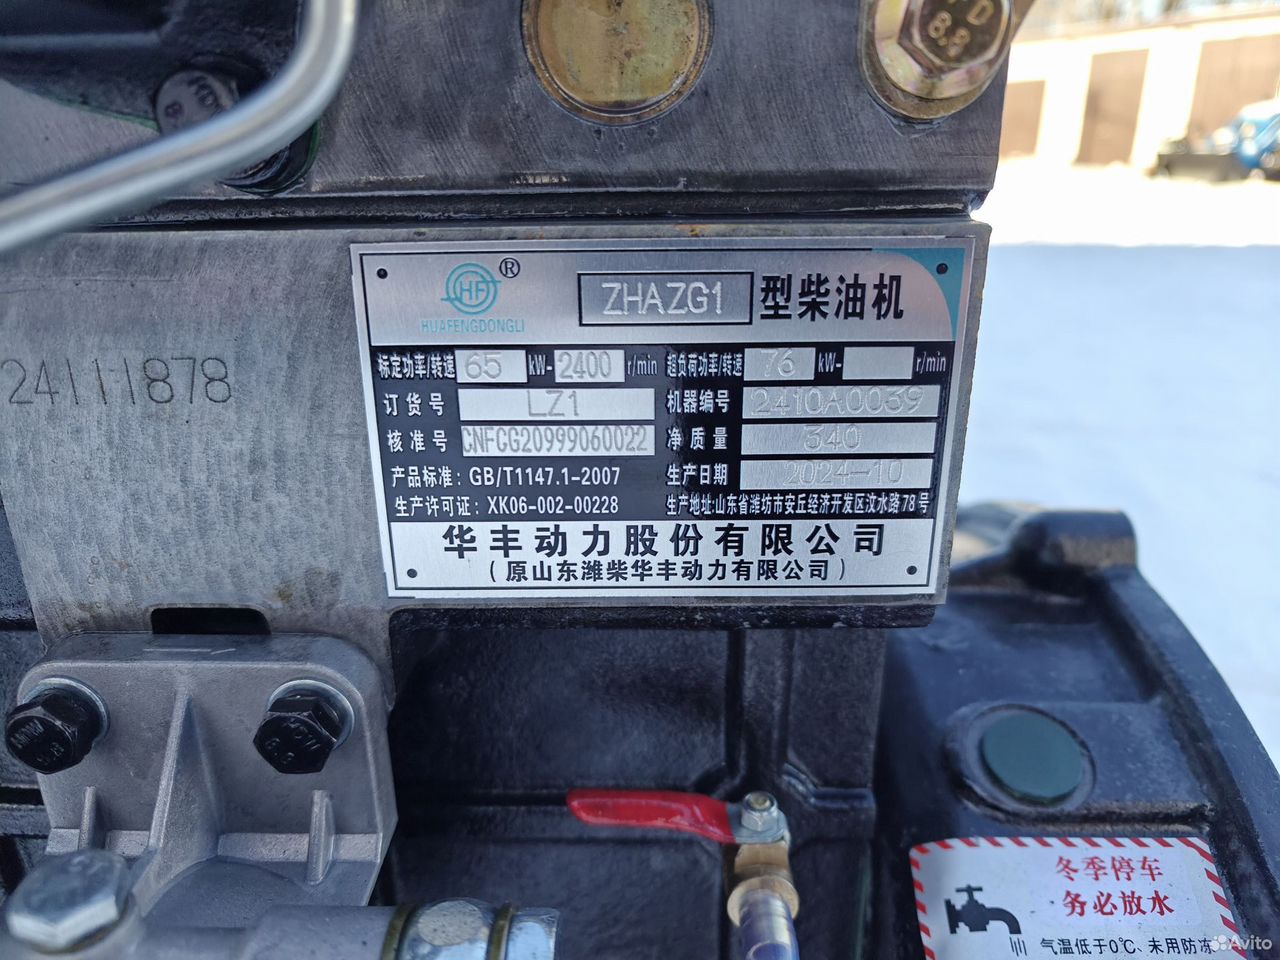 D
8.8
8
HF ®
HUAFENGDONGLI
ZHAZG1 型柴油机
标定功率/转速 65 kW- 2400 r/min 超负荷功率/转速 76 kW- r/min
订货号 LZ1 机器编号 2410A0039
核准号 CNFCG20999060022 净质量 340
产品标准: GB/T1147.1-2007 生产日期 2024-10
生产许可证: XK06-002-00228 生产地址:山东省潍坊市安丘经济开发区汶水路78号
华丰动力股份有限公司
(原山东潍柴华丰动力有限公司)
24111878
冬季停车
务必放水
气温低于0℃、未用防冻
Avito